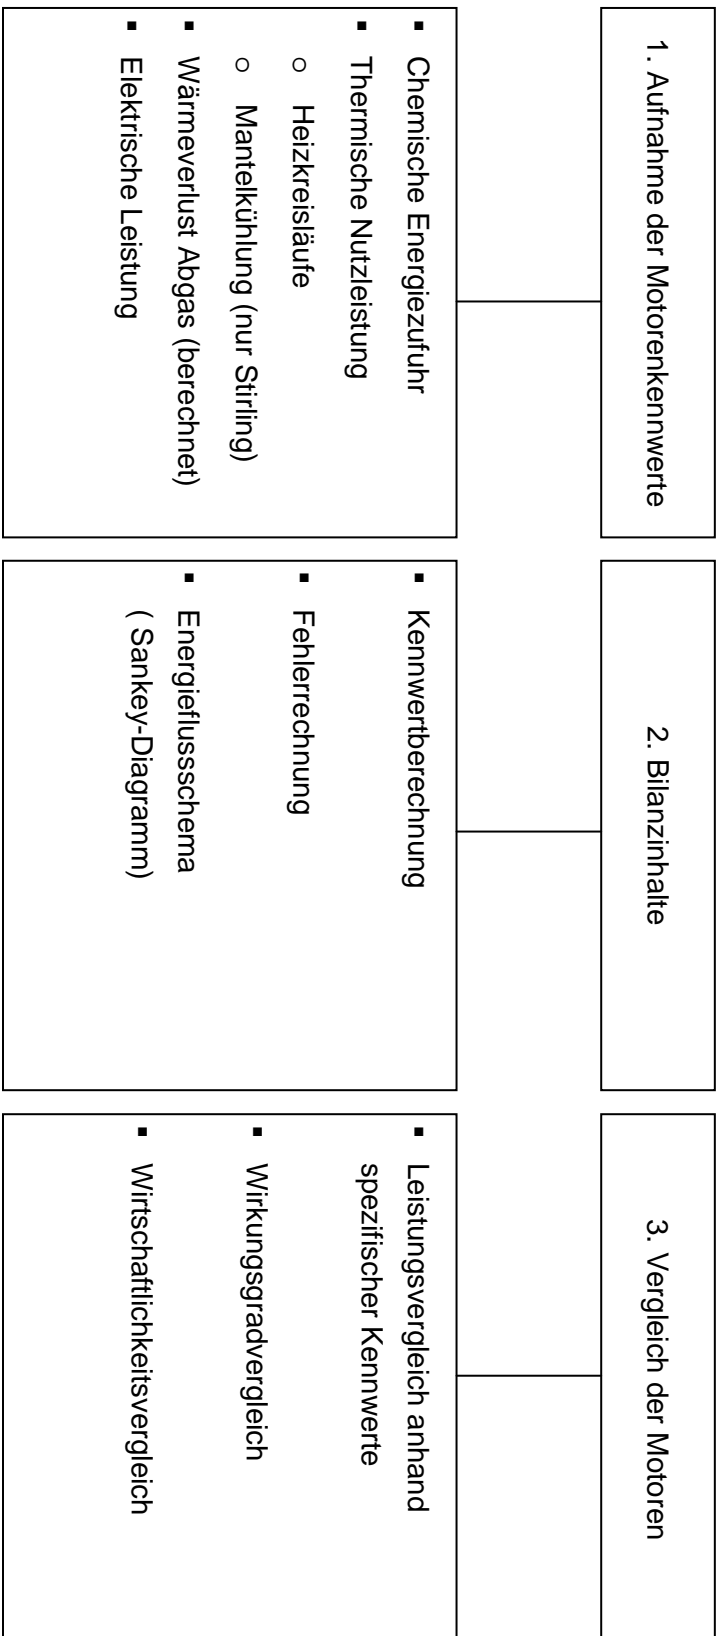 1. Aufnahme der Motorenkennwerte
▪ Chemische Energiezufuhr
▪ Thermische Nutzleistung
○ Heizkreisläufe
○ Mantelkühlung (nur Stirling)
▪ Wärmeverlust Abgas (berechnet)
▪ Elektrische Leistung
2. Bilanzinhalte
▪ Kennwertberechnung
▪ Fehlerrechnung
▪ Energieflussschema
( Sankey-Diagramm)
3. Vergleich der Motoren
▪ Leistungsvergleich anhand
spezifischer Kennwerte
▪ Wirkungsgradvergleich
▪ Wirtschaftlichkeitsvergleich